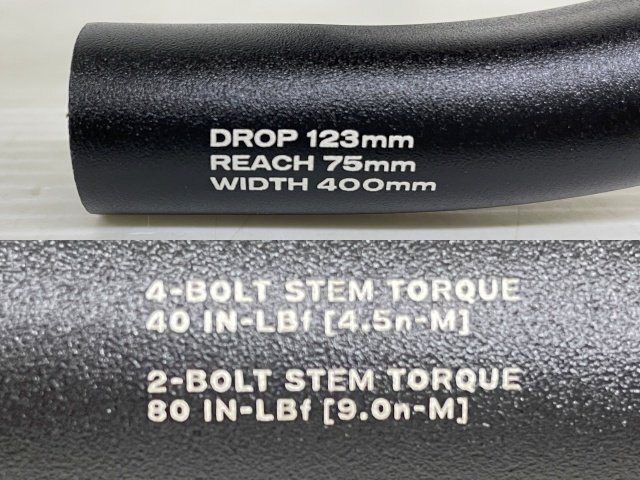 DROP 123mm
REACH 75mm
WIDTH 400mm
4-BOLT STEM TORQUE
40 IN-LBf [4.5n-M]
2-BOLT STEM TORQUE
80 IN-LBf [9.0n-M]